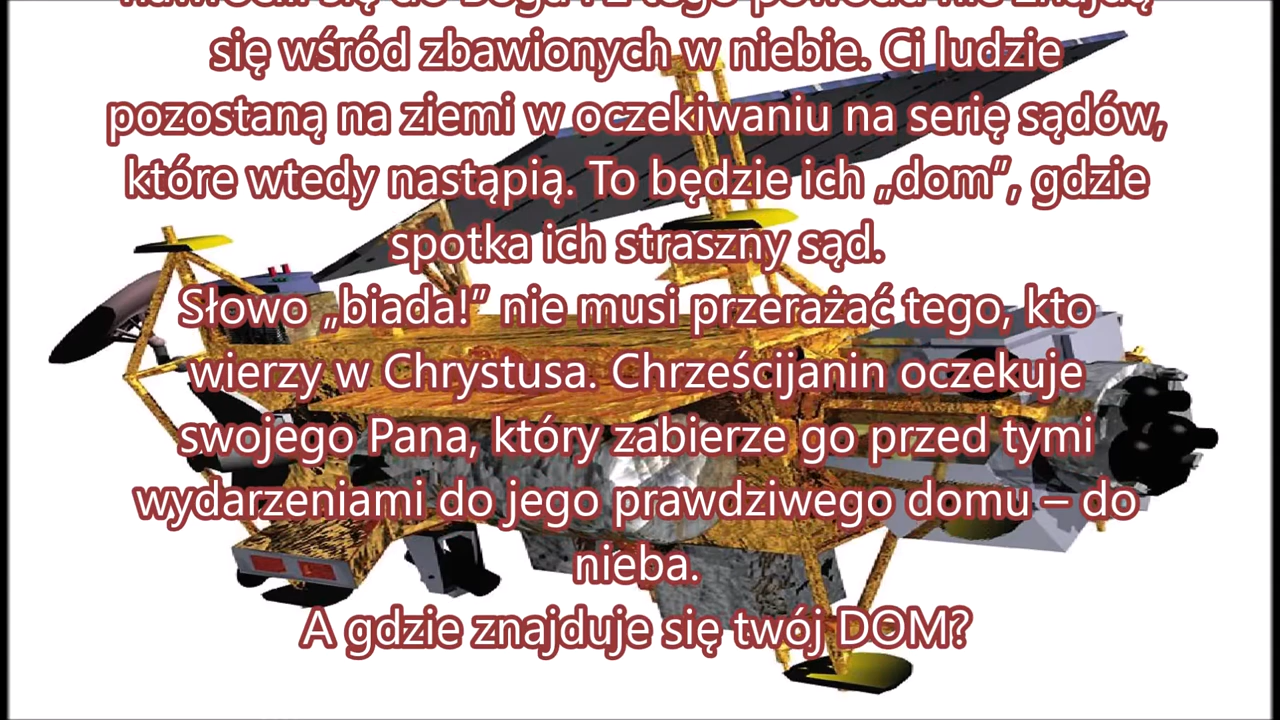 się wśród zbawionych w niebie. Ci ludzie
pozostaną na ziemi w oczekiwaniu na serię sądów,
które wtedy nastąpią. To będzie ich „dom”, gdzie
spotka ich straszny sąd.
Słowo „biada!” nie musi przerażać tego, kto
wierzy w Chrystusa. Chrześcijanin oczekuje
swojego Pana, który zabierze go przed tymi
wydarzeniami do jego prawdziwego domu – do
nieba.
A gdzie znajduje się twój DOM?